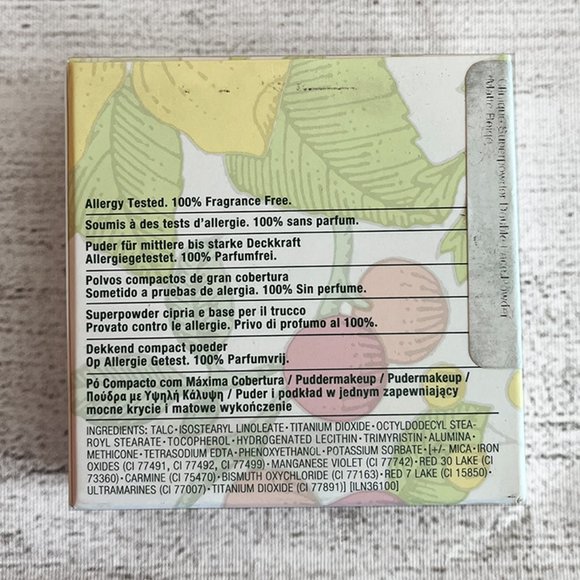 Allergy Tested. 100% Fragrance Free.
Soumis à des tests d'allergie. 100% sans parfum.
Puder für mittlere bis starke Deckkraft
Allergiegetestet. 100% Parfumfrei.
Polvos compactos de gran cobertura
Sometido a pruebas de alergia. 100% Sin perfume.
Superpowder cipria e base per il trucco
Provato contro le allergie. Privo di profumo al 100%.
Dekkend compact poeder
Op Allergie Getest. 100% Parfumvrij.
Pó Compacto com Máxima Cobertura / Puddermakeup / Pudermakeup /
Πούδρα με Υψηλή Κάλυψη / Puder i podkład w jednym zapewniający
mocne krycie i matowe wykończenie
INGREDIENTS: TALC • ISOSTEARYL LINOLEATE • TITANIUM DIOXIDE • OCTYLDODECYL STEA-
ROYL STEARATE • TOCOPHEROL • HYDROGENATED LECITHIN • TRIMYRISTIN • ALUMINA •
METHICONE • TETRASODIUM EDTA • PHENOXYETHANOL • POTASSIUM SORBATE • [+/- MICA • IRON
OXIDES (CI 77491, CI 77492, CI 77499) • MANGANESE VIOLET (CI 77742) • RED 30 LAKE (CI
73360) • CARMINE (CI 75470) • BISMUTH OXYCHLORIDE (CI 77163) • RED 7 LAKE (CI 15850) •
ULTRAMARINES (CI 77007) • TITANIUM DIOXIDE (CI 77891)] [ILN36100]
Clinique Superpowder Double Face Powder
Matte Beige